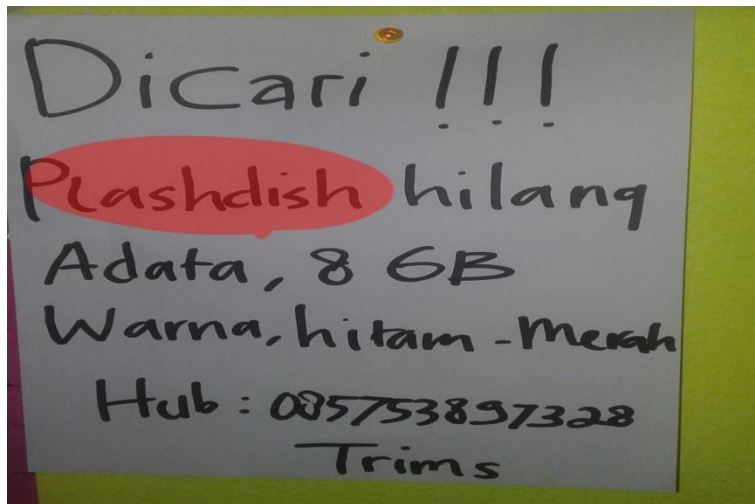 Dicari !!!
Plashdish hilang
Adata, 8 GB
Warna, hitam - Merah
Hub : 085753897328
Trims